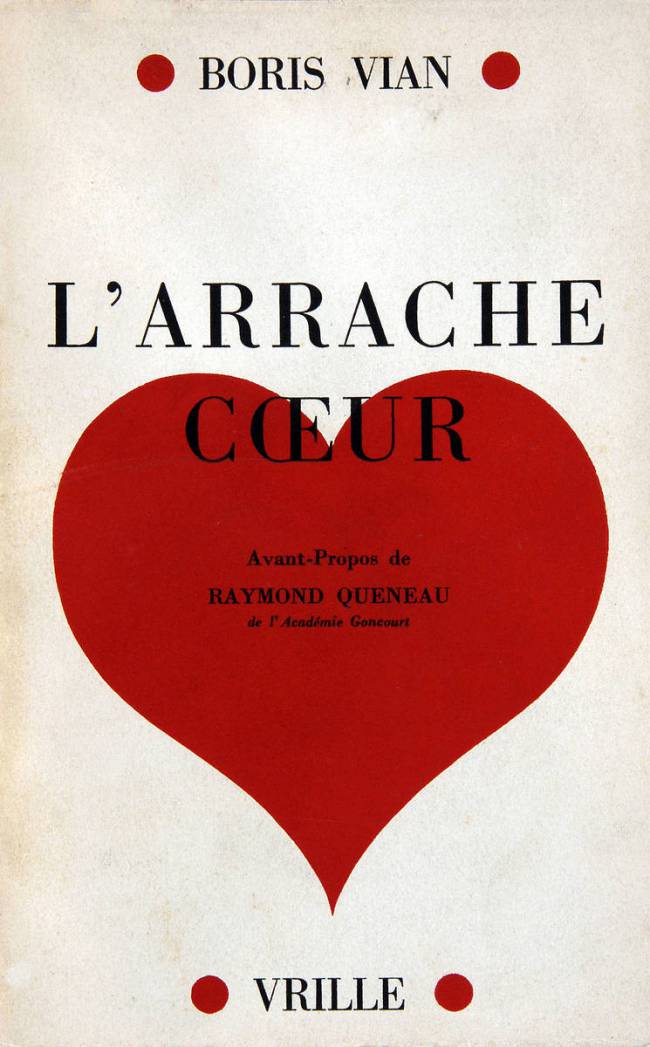 BORIS VIAN
L'ARRACHE
CŒUR
Avant-Propos de
RAYMOND QUENEAU
de l'Académie Goncourt
VRILLE